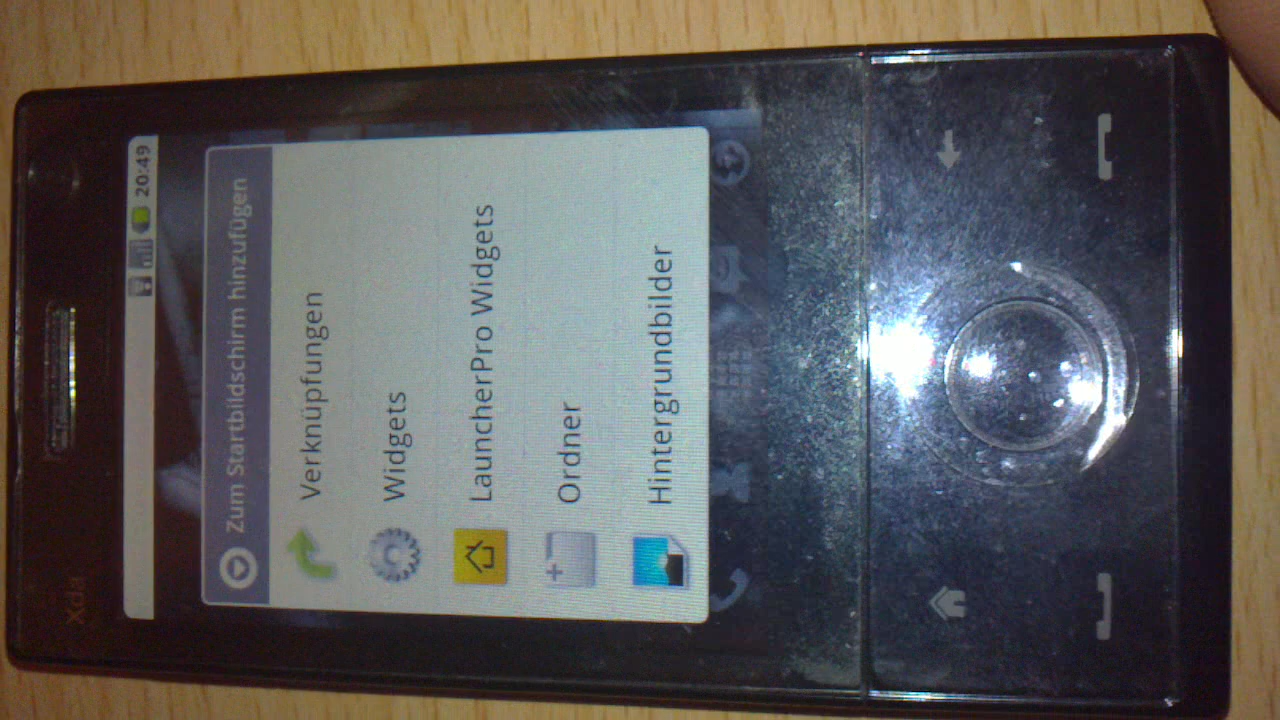 Xda
20:49
Zum Startbildschirm hinzufügen
Verknüpfungen
Widgets
LauncherPro Widgets
Ordner
Hintergrundbilder